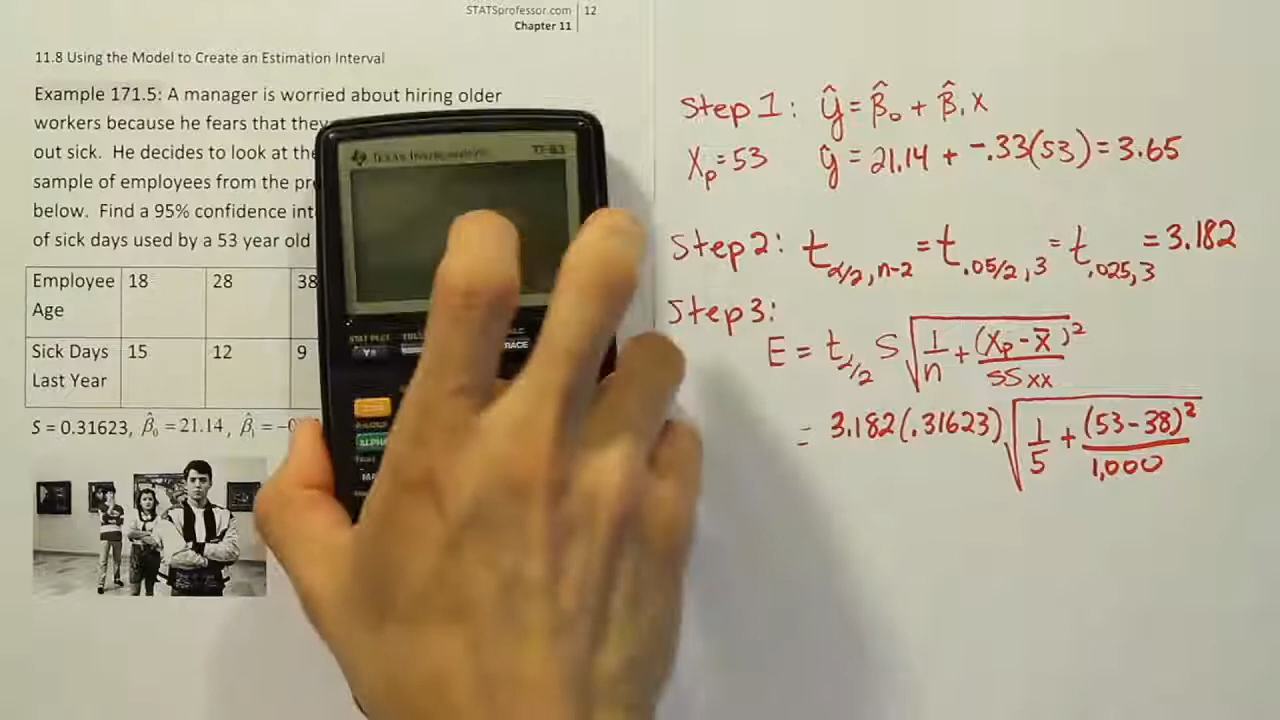 STATSprofessor.com 12
Chapter 11
11.8 Using the Model to Create an Estimation Interval
Example 171.5: A manager is worried about hiring older
workers because he fears that they
out sick. He decides to look at the
sample of employees from the pr
below. Find a 95% confidence int
of sick days used by a 53 year old
Employee Age 18 28 38
Sick Days Last Year 15 12 9
S = 0.31623, β̂₀ = 21.14, β̂₁ = -0
TEXAS INSTRUMENTS TI-83
STAT PLOT
Y=
TRACE
ALPHA
Step 1: ŷ = β̂₀ + β̂₁ x
Xₚ = 53 ŷ = 21.14 + -.33(53) = 3.65
Step 2: t α/2, n-2 = t .05/2, 3 = t .025, 3 = 3.182
Step 3:
E = t α/2 S √(1/n + (Xₚ - x̄)²/SSxx)
= 3.182(.31623) √(1/5 + (53-38)²/1,000)